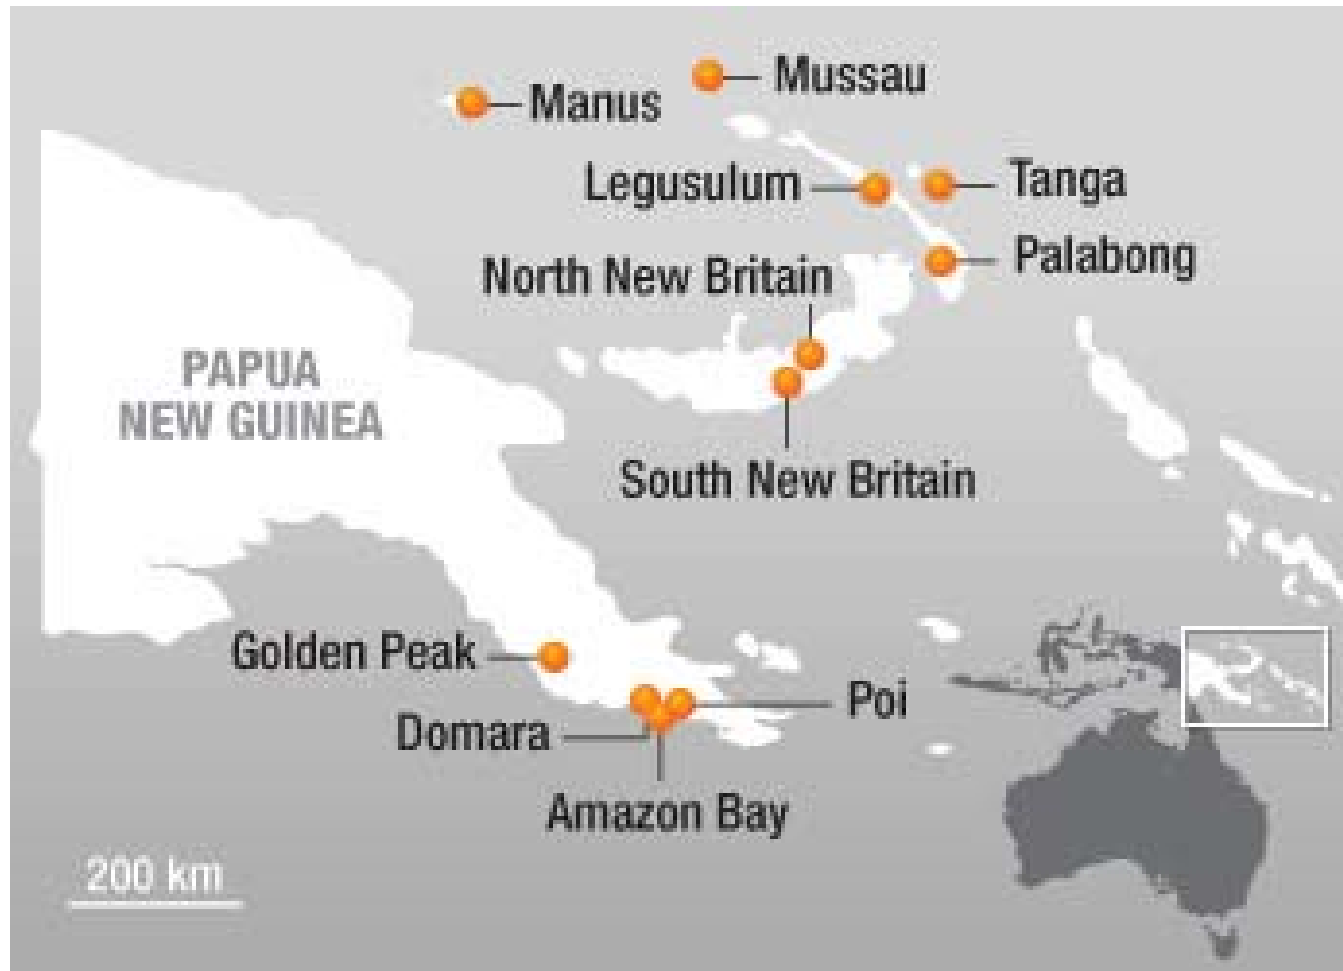 Mussau
Manus
Legusulum
Tanga
Palabong
North New Britain
PAPUA
NEW GUINEA
South New Britain
Golden Peak
Poi
Domara
Amazon Bay
200 km